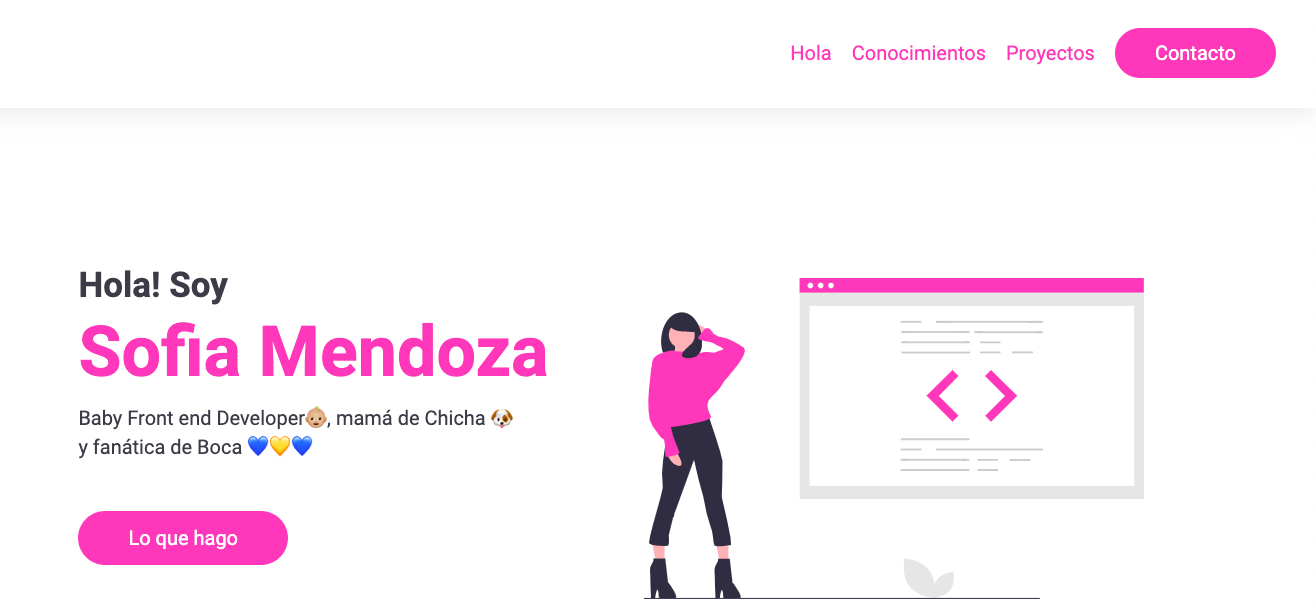 Hola
Conocimientos
Proyectos
Contacto
Hola! Soy
Sofia Mendoza
Baby Front end Developer👶🏼, mamá de Chicha 🐶
y fanática de Boca 💙💛💙
Lo que hago